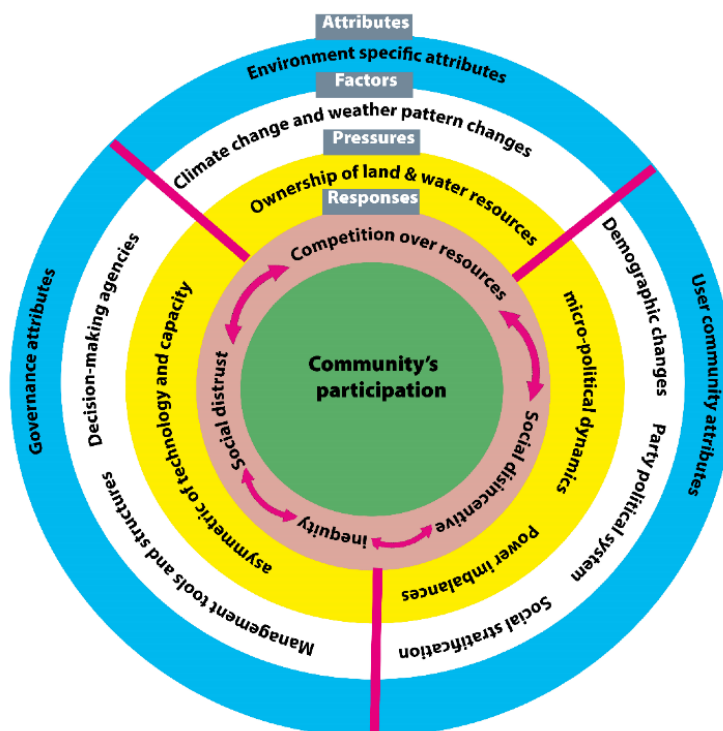 Attributes
Environment specific attributes
Factors
Climate change and weather pattern changes
Pressures
Ownership of land & water resources
Responses
Competition over resources
Community's
participation
Governance attributes
Decision-making agencies
Management tools and structures
asymmetric of technology and capacity
Social distrust
inequity
Social disincentive
micro-political dynamics
Power imbalances
Demographic changes
Party political system
Social stratification
User community attributes